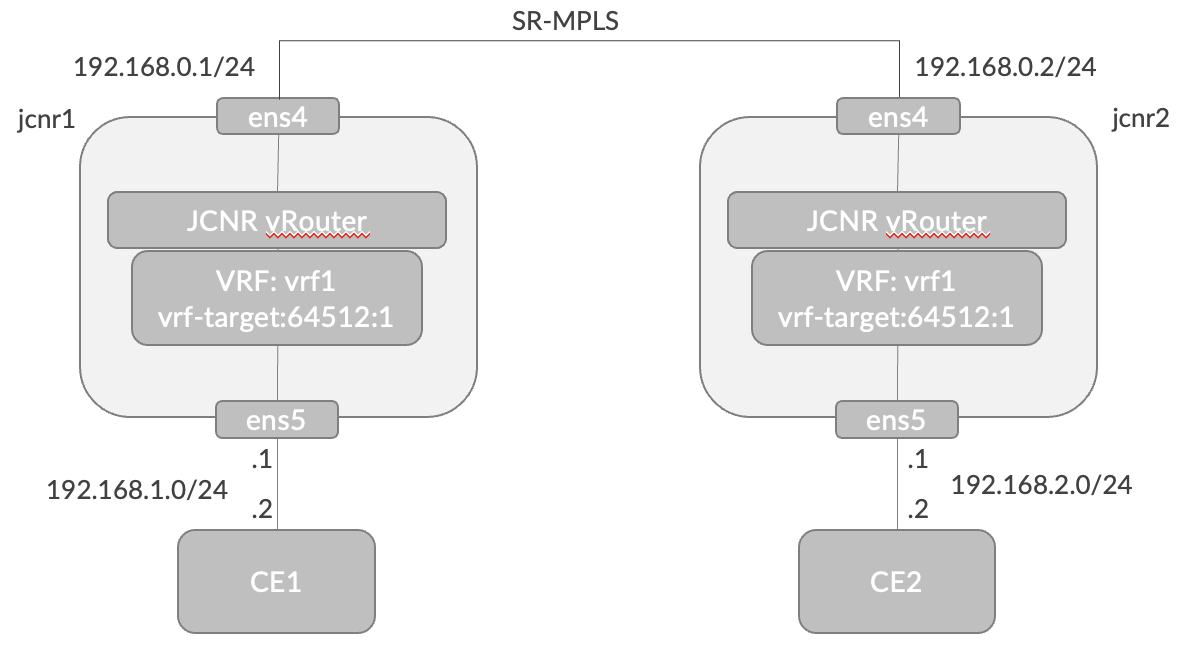 SR-MPLS
192.168.0.1/24
192.168.0.2/24
jcnr1
ens4
ens4
jcnr2
JCNR vRouter
JCNR vRouter
VRF: vrf1
vrf-target:64512:1
VRF: vrf1
vrf-target:64512:1
ens5
ens5
.1
.1
192.168.1.0/24
192.168.2.0/24
.2
.2
CE1
CE2